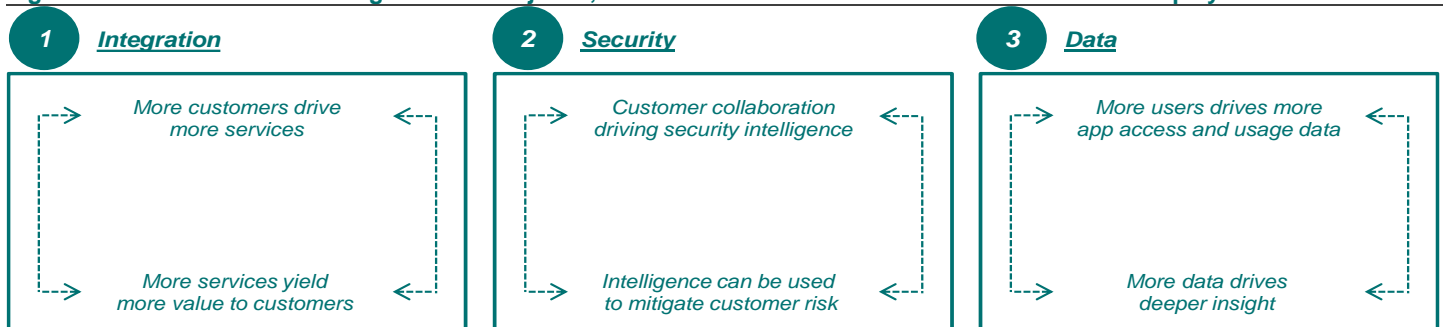 1 Integration
More customers drive
more services
More services yield
more value to customers
2 Security
Customer collaboration
driving security intelligence
Intelligence can be used
to mitigate customer risk
3 Data
More users drives more
app access and usage data
More data drives
deeper insight